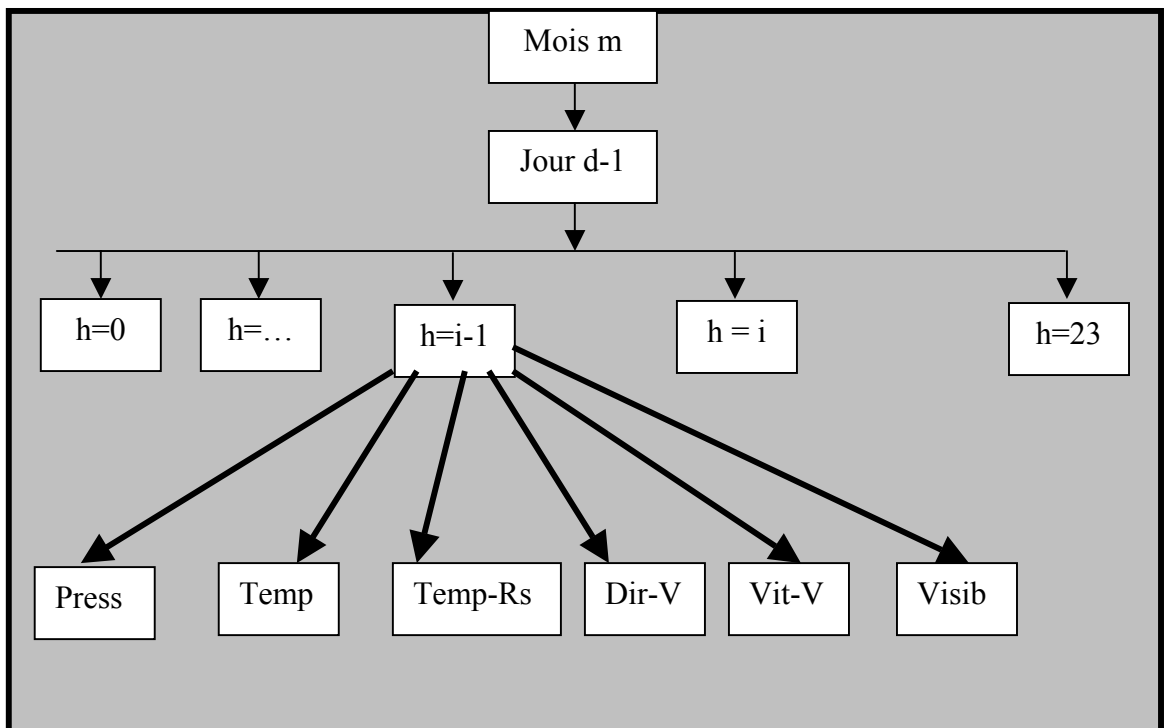 Mois m
Jour d-1
h=0
h=…
h=i-1
h = i
h=23
Press
Temp
Temp-Rs
Dir-V
Vit-V
Visib